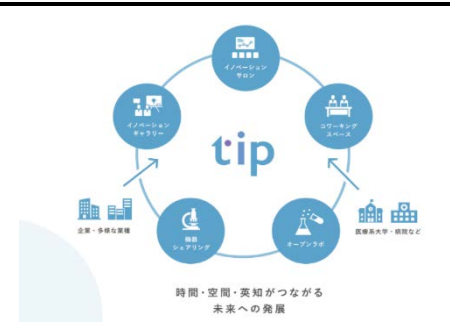 イノベーション
サロン
イノベーション
ギャラリー
コワーキング
スペース
tip
企業・多様な業種
機器
シェアリング
オープンラボ
医療系大学・病院など
時間・空間・英知がつながる
未来への発展